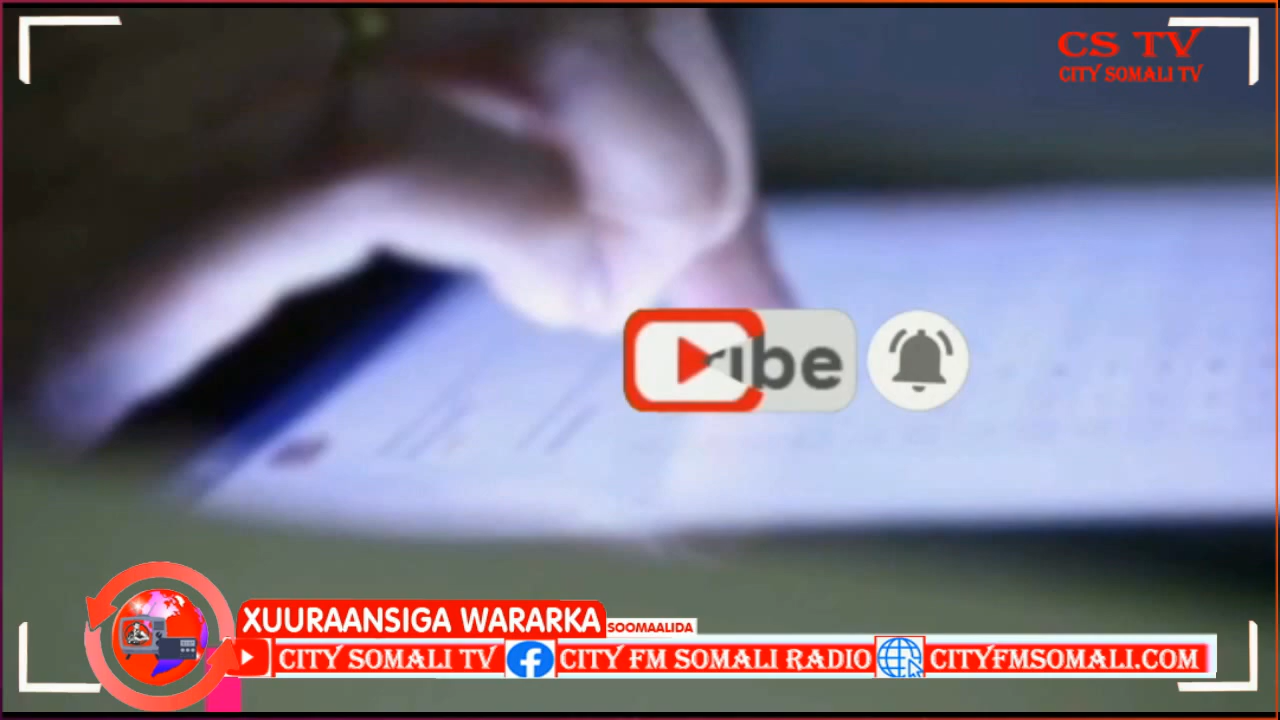 CS TV
CITY SOMALI TV
ribe
XUURAANSIGA WARARKA
SOOMAALIDA
CITY SOMALI TV CITY FM SOMALI RADIO CITYFMSOMALI.COM